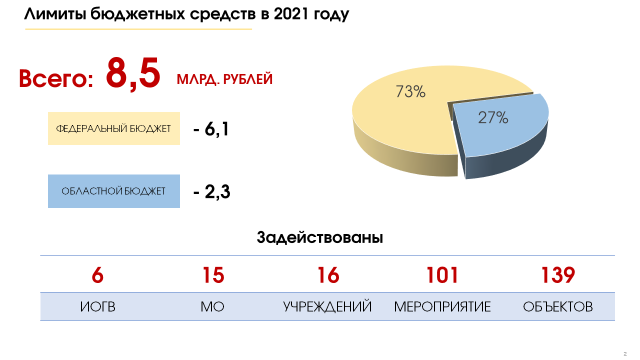 Лимиты бюджетных средств в 2021 году
Всего: 8,5 МЛРД. РУБЛЕЙ
ФЕДЕРАЛЬНЫЙ БЮДЖЕТ - 6,1
ОБЛАСТНОЙ БЮДЖЕТ - 2,3
73%
27%
Задействованы
6 15 16 101 139
ИОГВ МО УЧРЕЖДЕНИЙ МЕРОПРИЯТИЕ ОБЪЕКТОВ